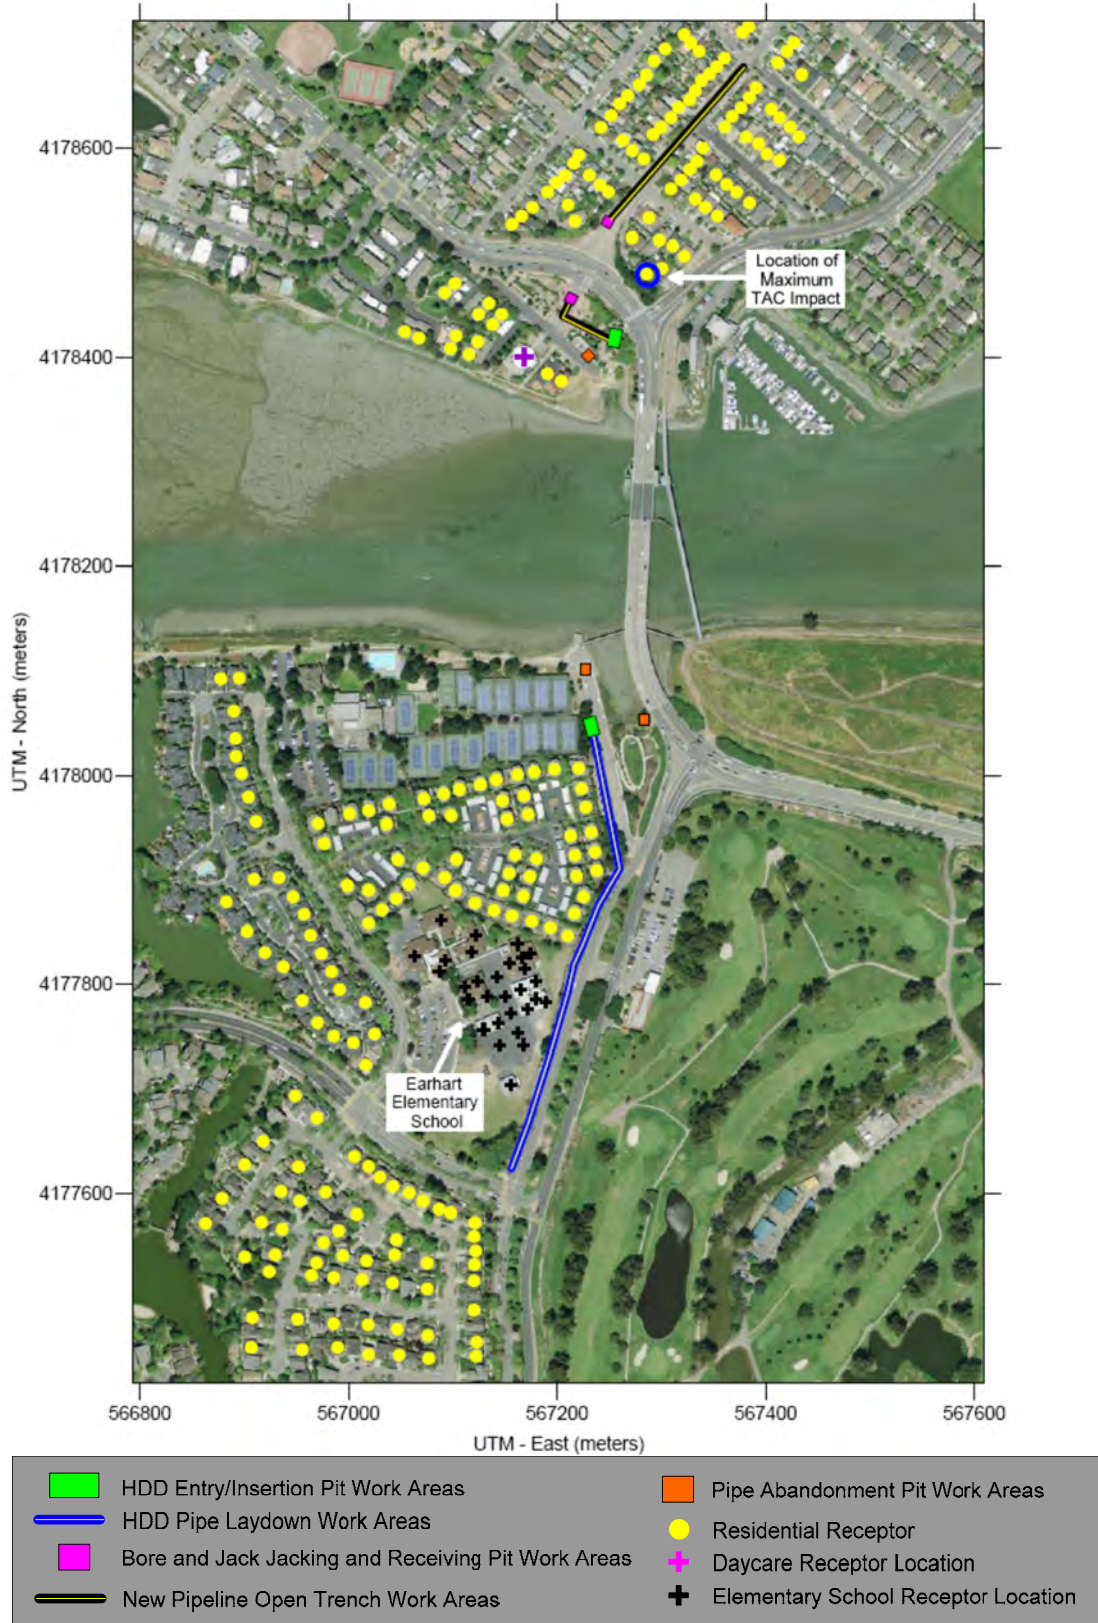 4178600
Location of
Maximum
TAC Impact
4178400
4178200
UTM - North (meters)
4178000
4177800
Earhart
Elementary
School
4177600
566800
567000
567200
567400
567600
UTM - East (meters)
HDD Entry/Insertion Pit Work Areas
HDD Pipe Laydown Work Areas
Bore and Jack Jacking and Receiving Pit Work Areas
New Pipeline Open Trench Work Areas
Pipe Abandonment Pit Work Areas
Residential Receptor
Daycare Receptor Location
Elementary School Receptor Location